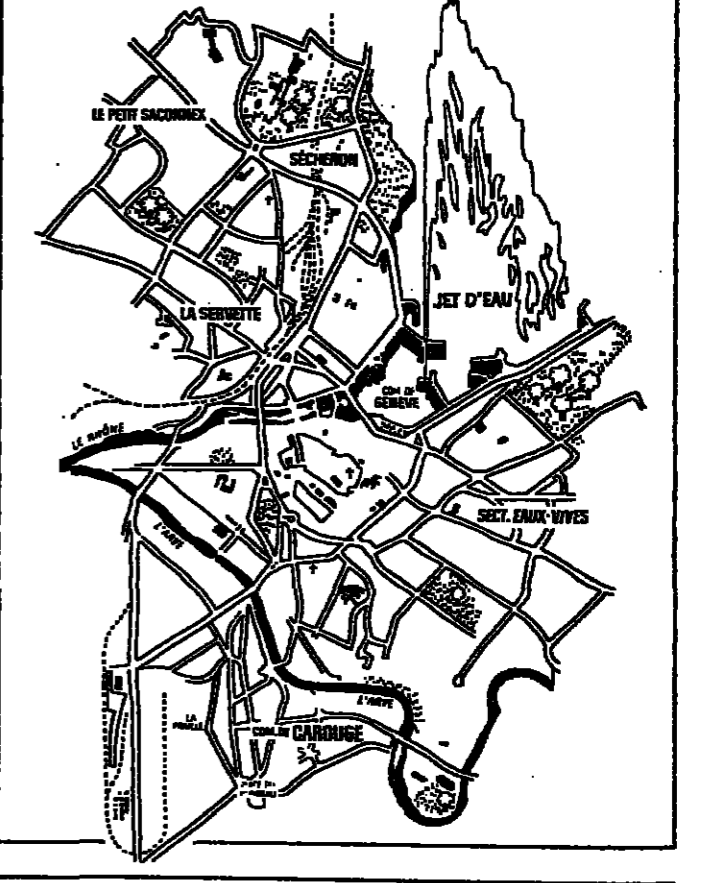 LE PETIT SACONNEX
SÉCHERON
JET D'EAU
LA SERVETTE
COM. DE
GENÈVE
LE RHÔNE
SECT. EAUX-VIVES
L'ARVE
L'ARVE
LA
COM. DE CAROUGE